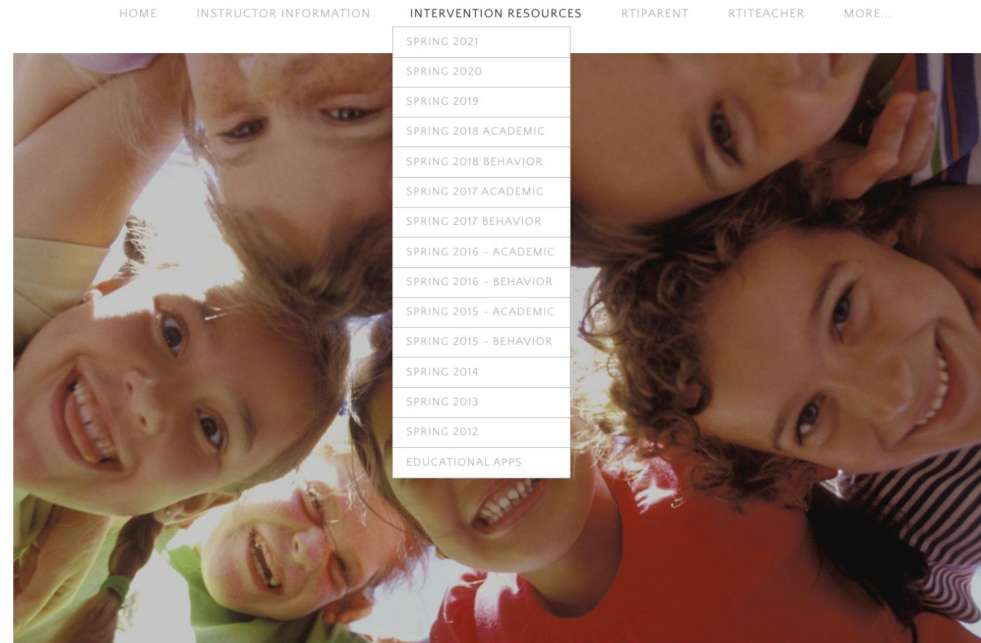 HOME INSTRUCTOR INFORMATION INTERVENTION RESOURCES RTIPARENT RTITEACHER MORE...
SPRING 2021
SPRING 2020
SPRING 2019
SPRING 2018 ACADEMIC
SPRING 2018 BEHAVIOR
SPRING 2017 ACADEMIC
SPRING 2017 BEHAVIOR
SPRING 2016 - ACADEMIC
SPRING 2016 - BEHAVIOR
SPRING 2015 - ACADEMIC
SPRING 2015 - BEHAVIOR
SPRING 2014
SPRING 2013
SPRING 2012
EDUCATIONAL APPS